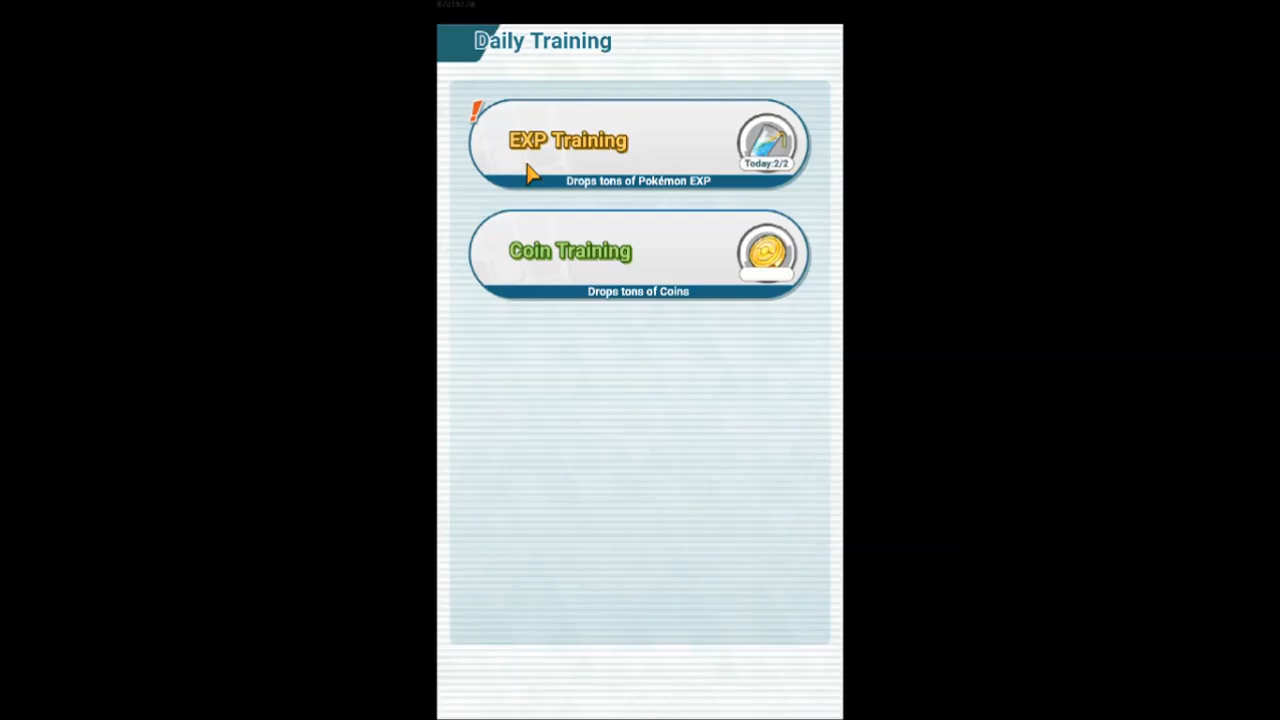 Daily Training
EXP Training
Today:2/2
Drops tons of Pokémon EXP
Coin Training
Drops tons of Coins